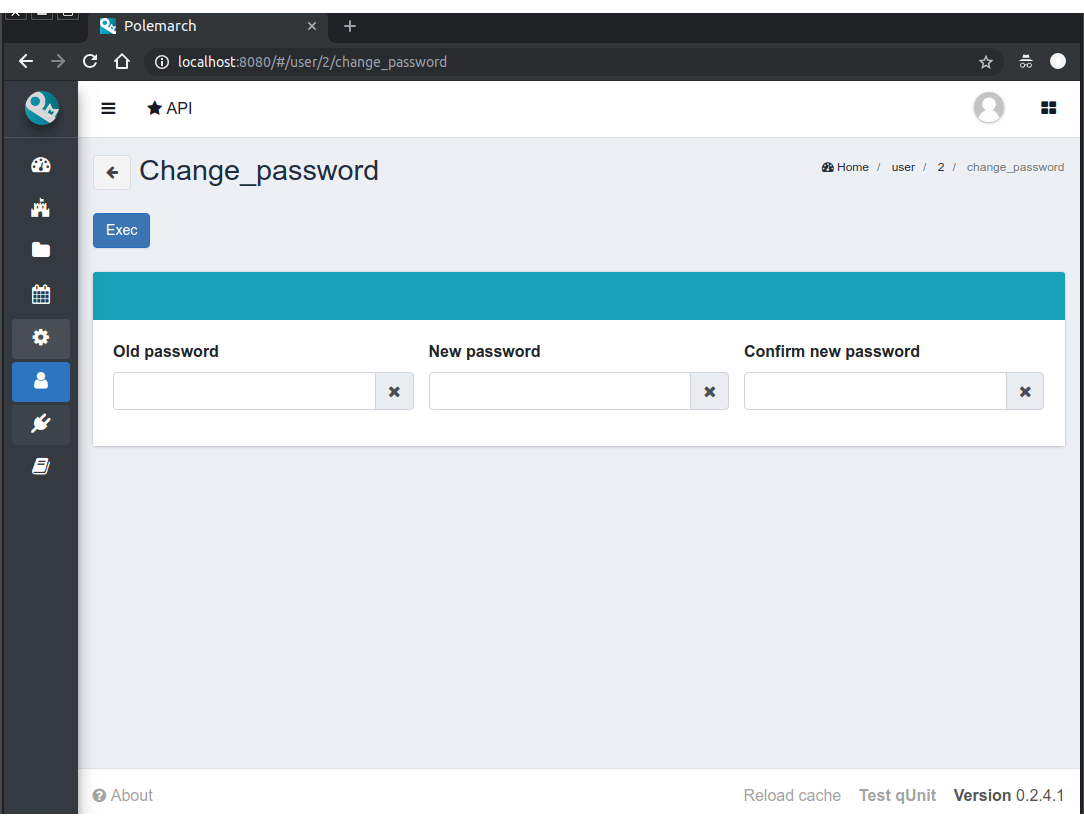 Polemarch
localhost:8080/#/user/2/change_password
API
Change_password
Home / user / 2 / change_password
Exec
Old password New password Confirm new password
About Reload cache Test qUnit Version 0.2.4.1